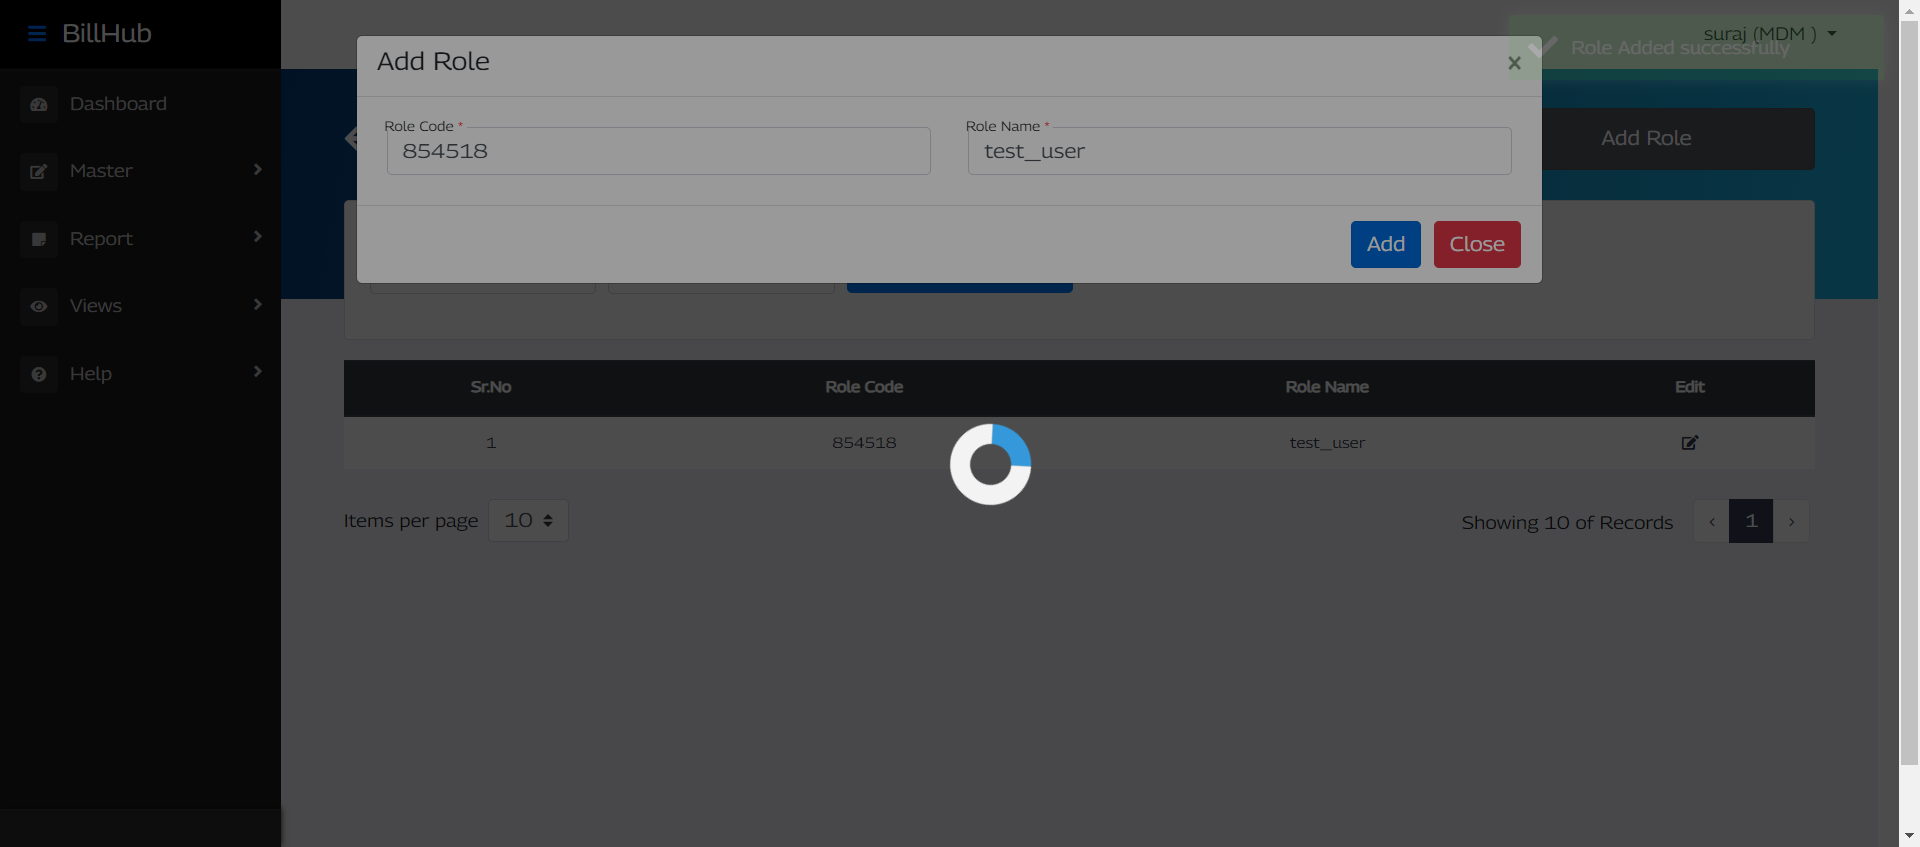 BillHub
suraj (MDM )
Role Added successfully
Add Role
×
Dashboard
Master
Report
Views
Help
Role Code *
854518
Role Name *
test_user
Add Role
Add
Close
Sr.No Role Code Role Name Edit
1 854518 test_user
Items per page 10
Showing 10 of Records ‹ 1 ›